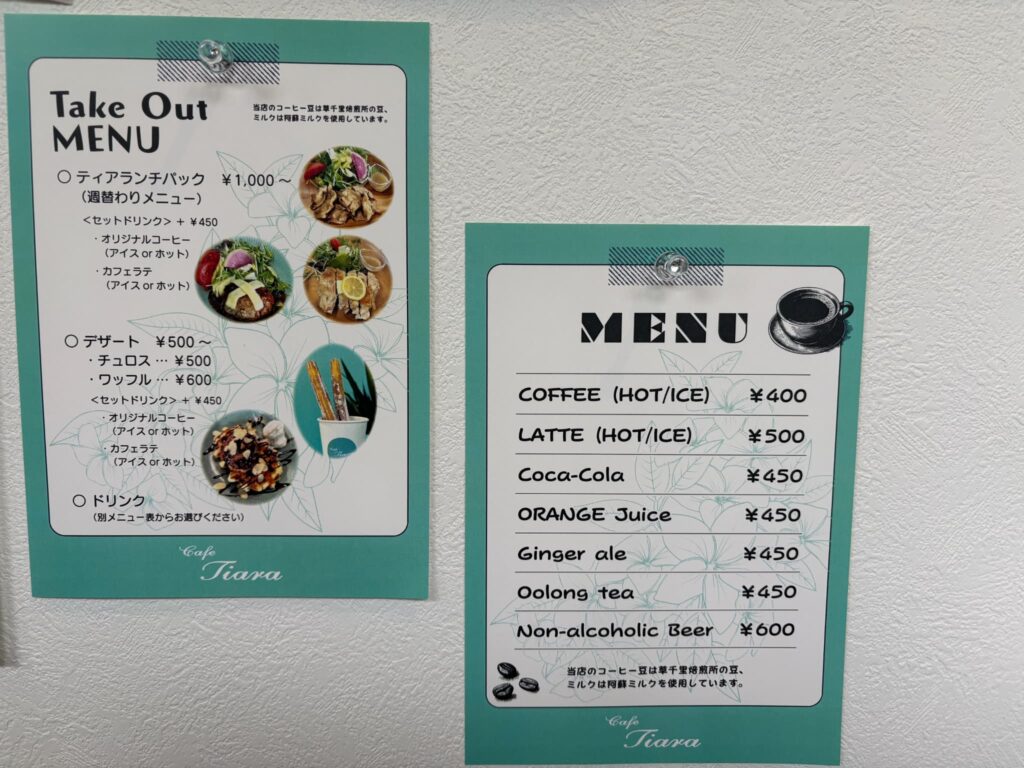 Take Out
MENU
当店のコーヒー豆は草千里焙煎所の豆、
ミルクは阿蘇ミルクを使用しています。
○ ティアランチパック ¥1,000〜
（週替わりメニュー）
＜セットドリンク＞ + ¥450
・オリジナルコーヒー
（アイス or ホット）
・カフェラテ
（アイス or ホット）
○ デザート ¥500〜
・チュロス … ¥500
・ワッフル … ¥600
＜セットドリンク＞ + ¥450
・オリジナルコーヒー
（アイス or ホット）
・カフェラテ
（アイス or ホット）
○ ドリンク
（別メニュー表からお選びください）
Cafe
Tiara
MENU
COFFEE (HOT/ICE) ¥400
LATTE (HOT/ICE) ¥500
Coca-Cola ¥450
ORANGE Juice ¥450
Ginger ale ¥450
Oolong tea ¥450
Non-alcoholic Beer ¥600
当店のコーヒー豆は草千里焙煎所の豆、
ミルクは阿蘇ミルクを使用しています。
Cafe
Tiara